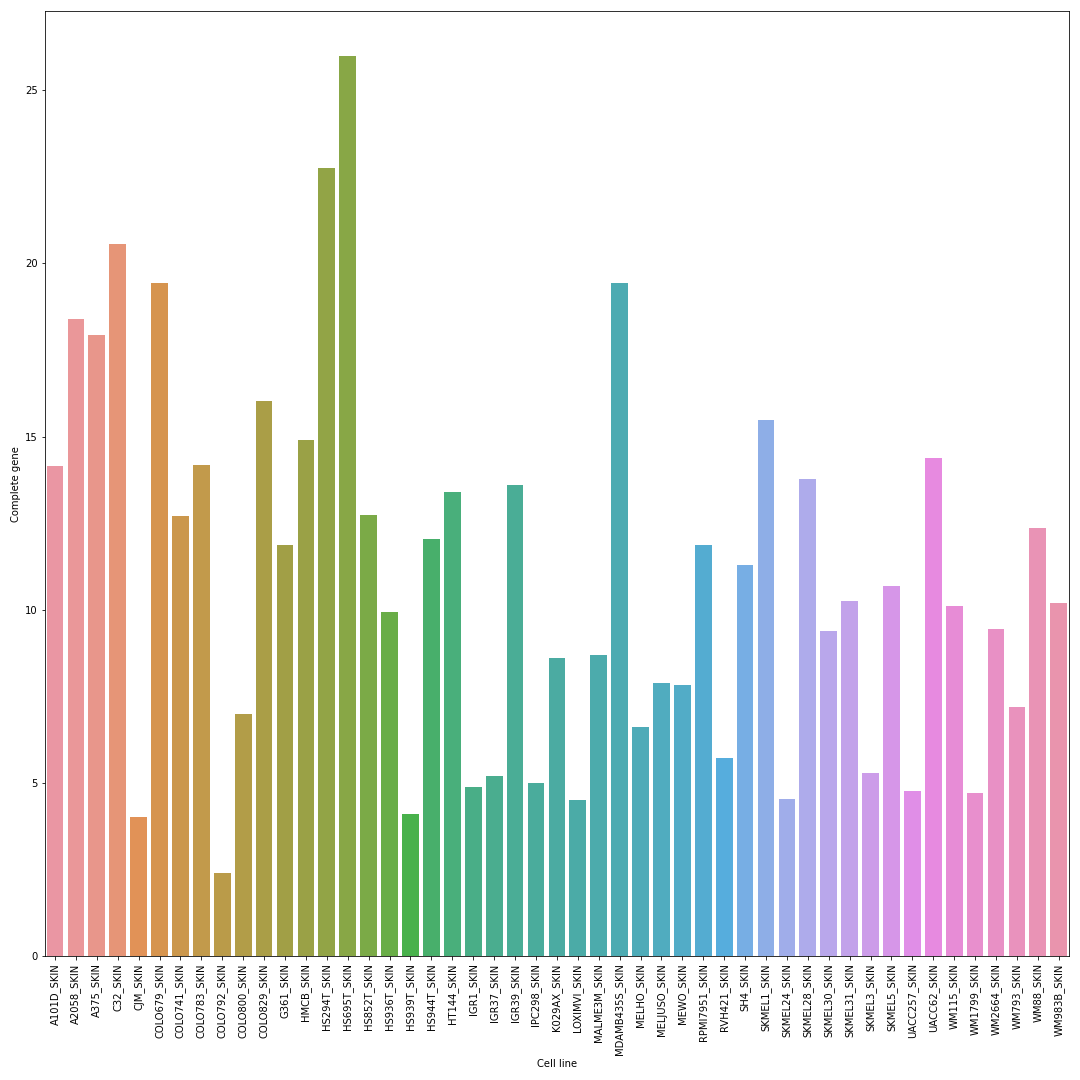 25
20
15
10
5
0
Complete gene
A101D_SKIN
A2058_SKIN
A375_SKIN
C32_SKIN
CJM_SKIN
COLO679_SKIN
COLO741_SKIN
COLO783_SKIN
COLO792_SKIN
COLO800_SKIN
COLO829_SKIN
G361_SKIN
HMCB_SKIN
HS294T_SKIN
HS695T_SKIN
HS852T_SKIN
HS936T_SKIN
HS939T_SKIN
HS944T_SKIN
HT144_SKIN
IGR1_SKIN
IGR37_SKIN
IGR39_SKIN
IPC298_SKIN
K029AX_SKIN
LOXIMVI_SKIN
MALME3M_SKIN
MDAMB435S_SKIN
MELHO_SKIN
MELJUSO_SKIN
MEWO_SKIN
RPMI7951_SKIN
RVH421_SKIN
SH4_SKIN
SKMEL1_SKIN
SKMEL24_SKIN
SKMEL28_SKIN
SKMEL30_SKIN
SKMEL31_SKIN
SKMEL3_SKIN
SKMEL5_SKIN
UACC257_SKIN
UACC62_SKIN
WM115_SKIN
WM1799_SKIN
WM2664_SKIN
WM793_SKIN
WM88_SKIN
WM983B_SKIN
Cell line